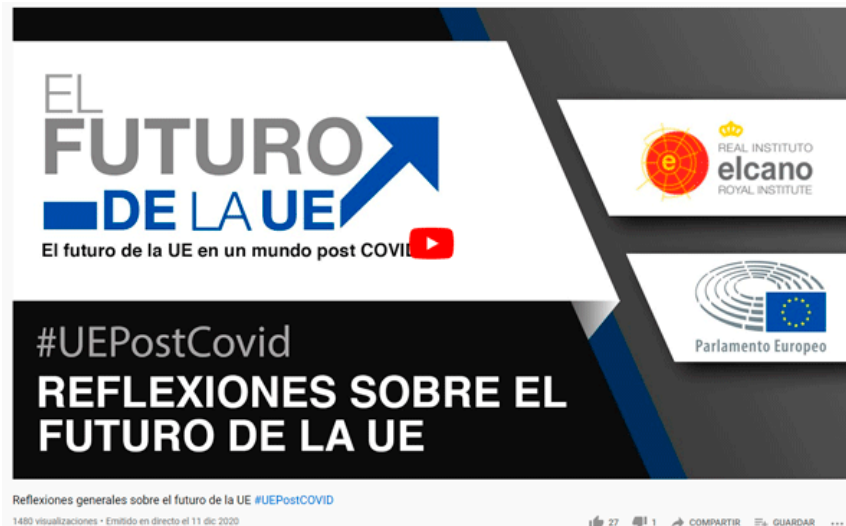 EL
FUTURO
DE LA UE
El futuro de la UE en un mundo post COVID
#UEPostCovid
REFLEXIONES SOBRE EL
FUTURO DE LA UE
e
REAL INSTITUTO
elcano
ROYAL INSTITUTE
Parlamento Europeo
Reflexiones generales sobre el futuro de la UE #UEPostCOVID
1480 visualizaciones • Emitido en directo el 11 dic 2020
27
1
COMPARTIR
GUARDAR